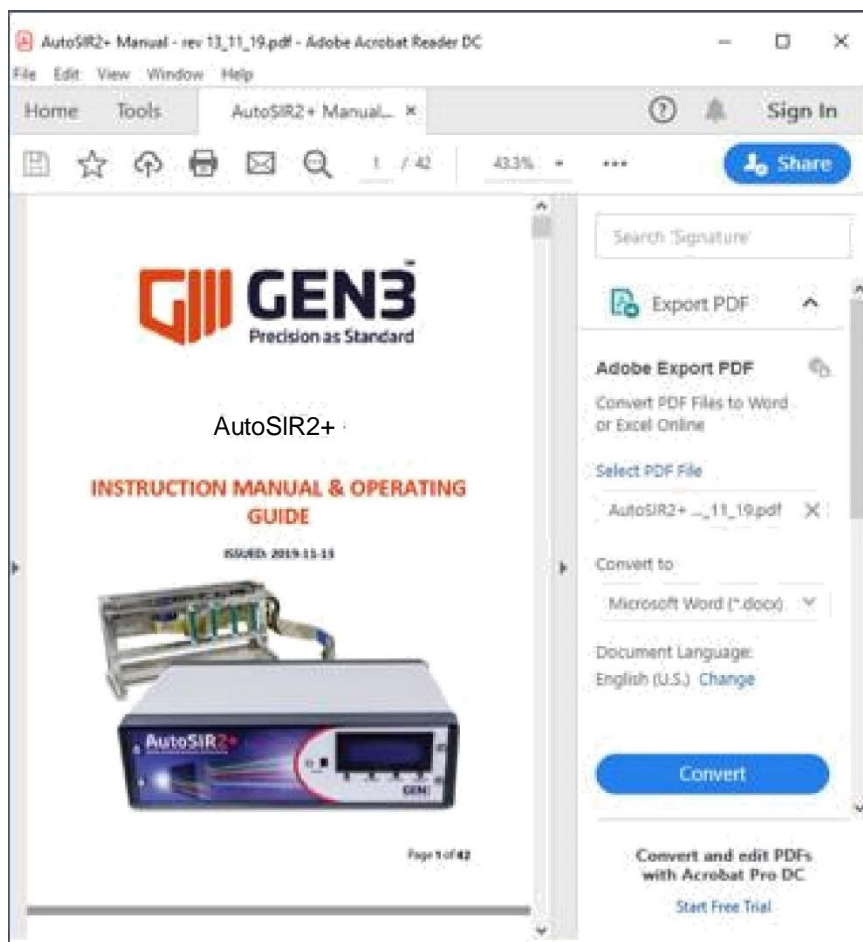 AutoSIR2+ Manual - rev 13_11_19.pdf - Adobe Acrobat Reader DC
File Edit View Window Help
Home Tools AutoSIR2+ Manual... × Sign In
1 / 42 43.3% Share
GEN3
Precision as Standard
AutoSIR2+
INSTRUCTION MANUAL & OPERATING
GUIDE
ISSUED: 2019-11-13
AutoSIR2+
GEN3
Page 1 of 42
Search 'Signature'
Export PDF
Adobe Export PDF
Convert PDF Files to Word
or Excel Online
Select PDF File
AutoSIR2+ ..._11_19.pdf
Convert to
Microsoft Word (*.docx)
Document Language:
English (U.S.) Change
Convert
Convert and edit PDFs
with Acrobat Pro DC
Start Free Trial